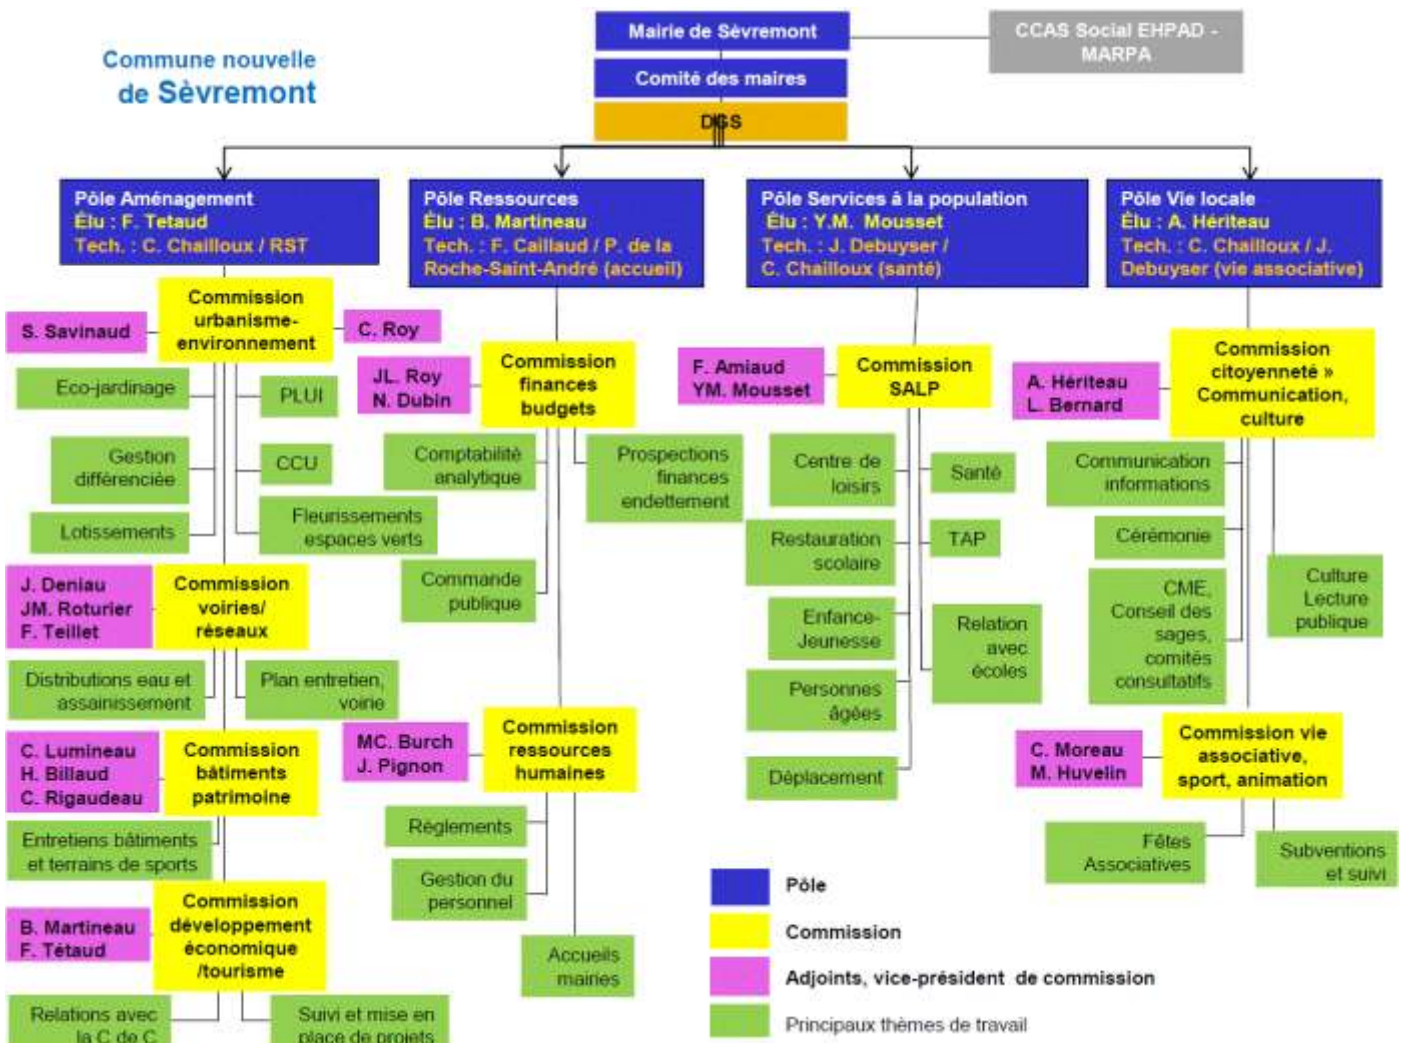 Commune nouvelle
de Sèvremont
Mairie de Sèvremont
CCAS Social EHPAD -
MARPA
Comité des maires
DGS
Pôle Aménagement
Élu : F. Tetaud
Tech. : C. Chailloux / RST
Pôle Ressources
Élu : B. Martineau
Tech. : F. Caillaud / P. de la
Roche-Saint-André (accueil)
Pôle Services à la population
Élu : Y.M. Mousset
Tech. : J. Debuyser /
C. Chailloux (santé)
Pôle Vie locale
Élu : A. Hériteau
Tech. : C. Chailloux / J.
Debuyser (vie associative)
Commission
urbanisme-
environnement
S. Savinaud
C. Roy
Eco-jardinage
PLUI
Gestion
différenciée
CCU
Lotissements
Fleurissements
espaces verts
J. Deniau
JM. Roturier
F. Teillet
Commission
voiries/
réseaux
Distributions eau et
assainissement
Plan entretien,
voirie
C. Lumineau
H. Billaud
C. Rigaudeau
Commission
bâtiments
patrimoine
Entretiens bâtiments
et terrains de sports
B. Martineau
F. Tétaud
Commission
développement
économique
/tourisme
Relations avec
la C de C
Suivi et mise en
place de projets
JL. Roy
N. Dubin
Commission
finances
budgets
Comptabilité
analytique
Prospections
finances
endettement
Commande
publique
MC. Burch
J. Pignon
Commission
ressources
humaines
Règlements
Gestion du
personnel
Accueils
mairies
F. Amiaud
YM. Mousset
Commission
SALP
Centre de
loisirs
Santé
Restauration
scolaire
TAP
Enfance-
Jeunesse
Relation
avec
écoles
Personnes
âgées
Déplacement
A. Hériteau
L. Bernard
Commission
citoyenneté »
Communication,
culture
Communication
informations
Cérémonie
CME,
Conseil des
sages,
comités
consultatifs
Culture
Lecture
publique
C. Moreau
M. Huvelin
Commission vie
associative,
sport, animation
Fêtes
Associatives
Subventions
et suivi
Pôle
Commission
Adjoints, vice-président de commission
Principaux thèmes de travail